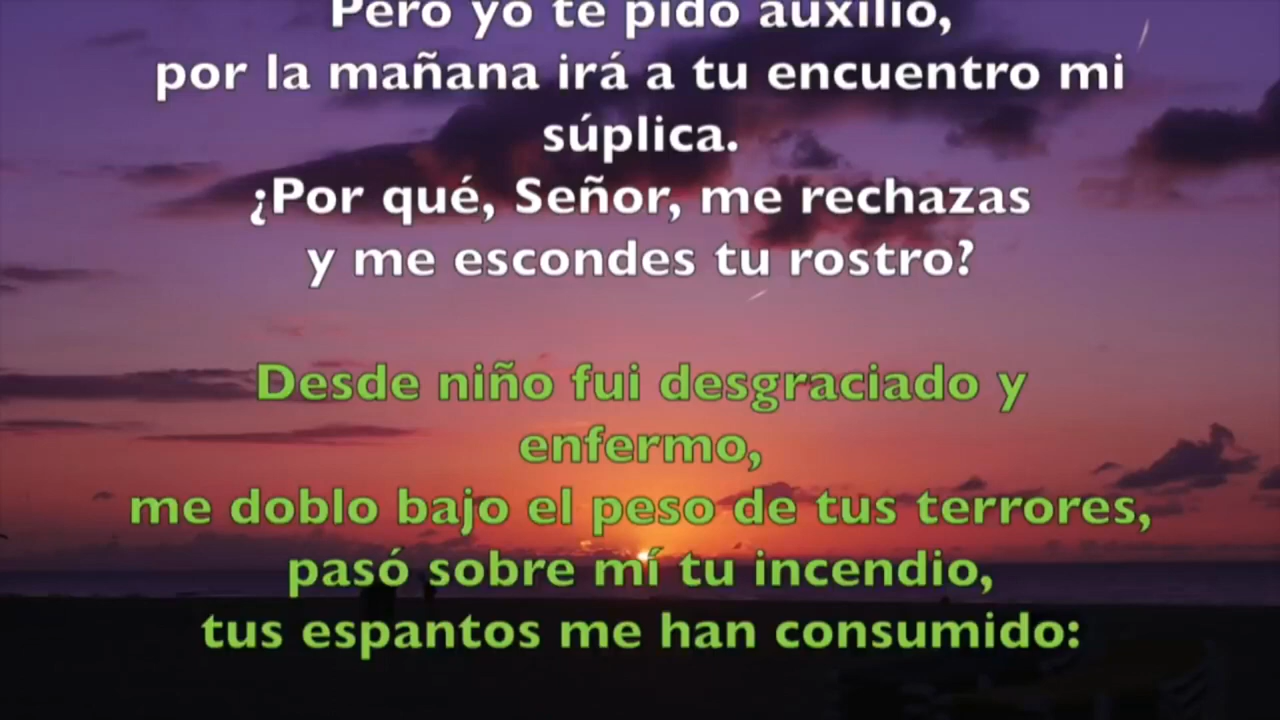 Pero yo te pido auxilio,
por la mañana irá a tu encuentro mi
súplica.
¿Por qué, Señor, me rechazas
y me escondes tu rostro?
Desde niño fui desgraciado y
enfermo,
me doblo bajo el peso de tus terrores,
pasó sobre mí tu incendio,
tus espantos me han consumido: